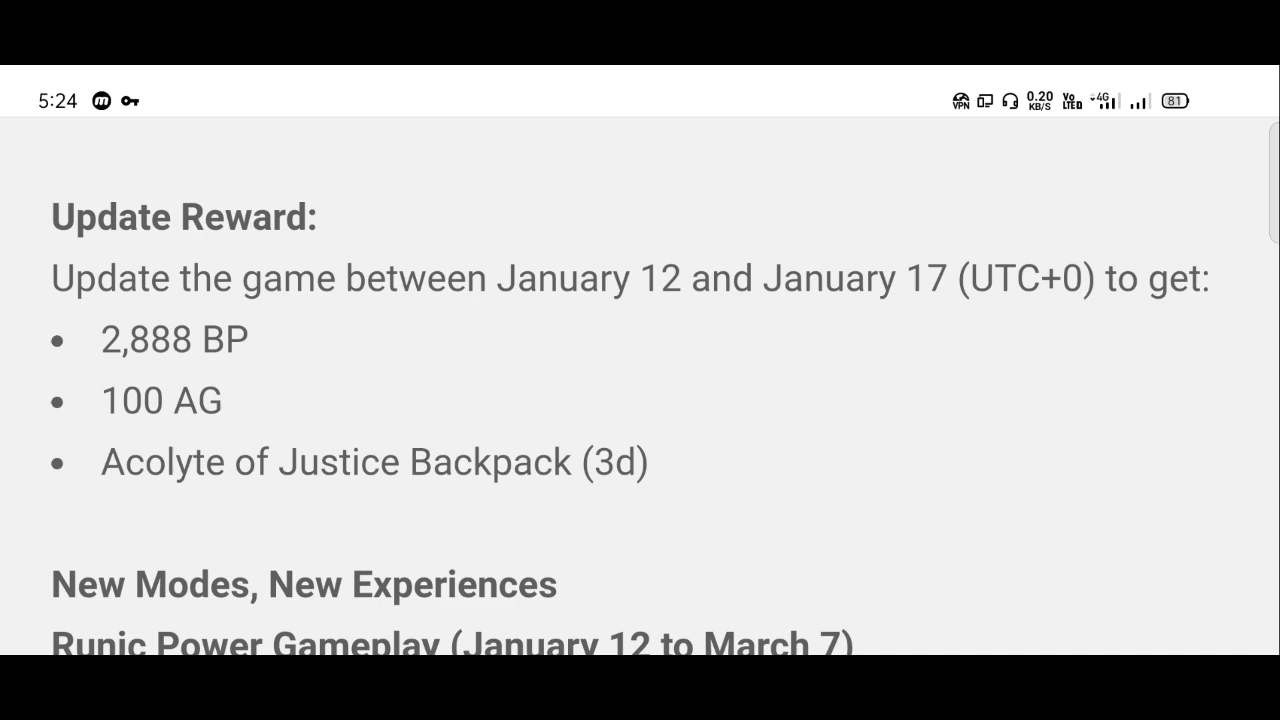 5:24 m VPN 0.20 KB/S Vo LTE D 4G 81
Update Reward:
Update the game between January 12 and January 17 (UTC+0) to get:
• 2,888 BP
• 100 AG
• Acolyte of Justice Backpack (3d)
New Modes, New Experiences
Runic Power Gameplay (January 12 to March 7)